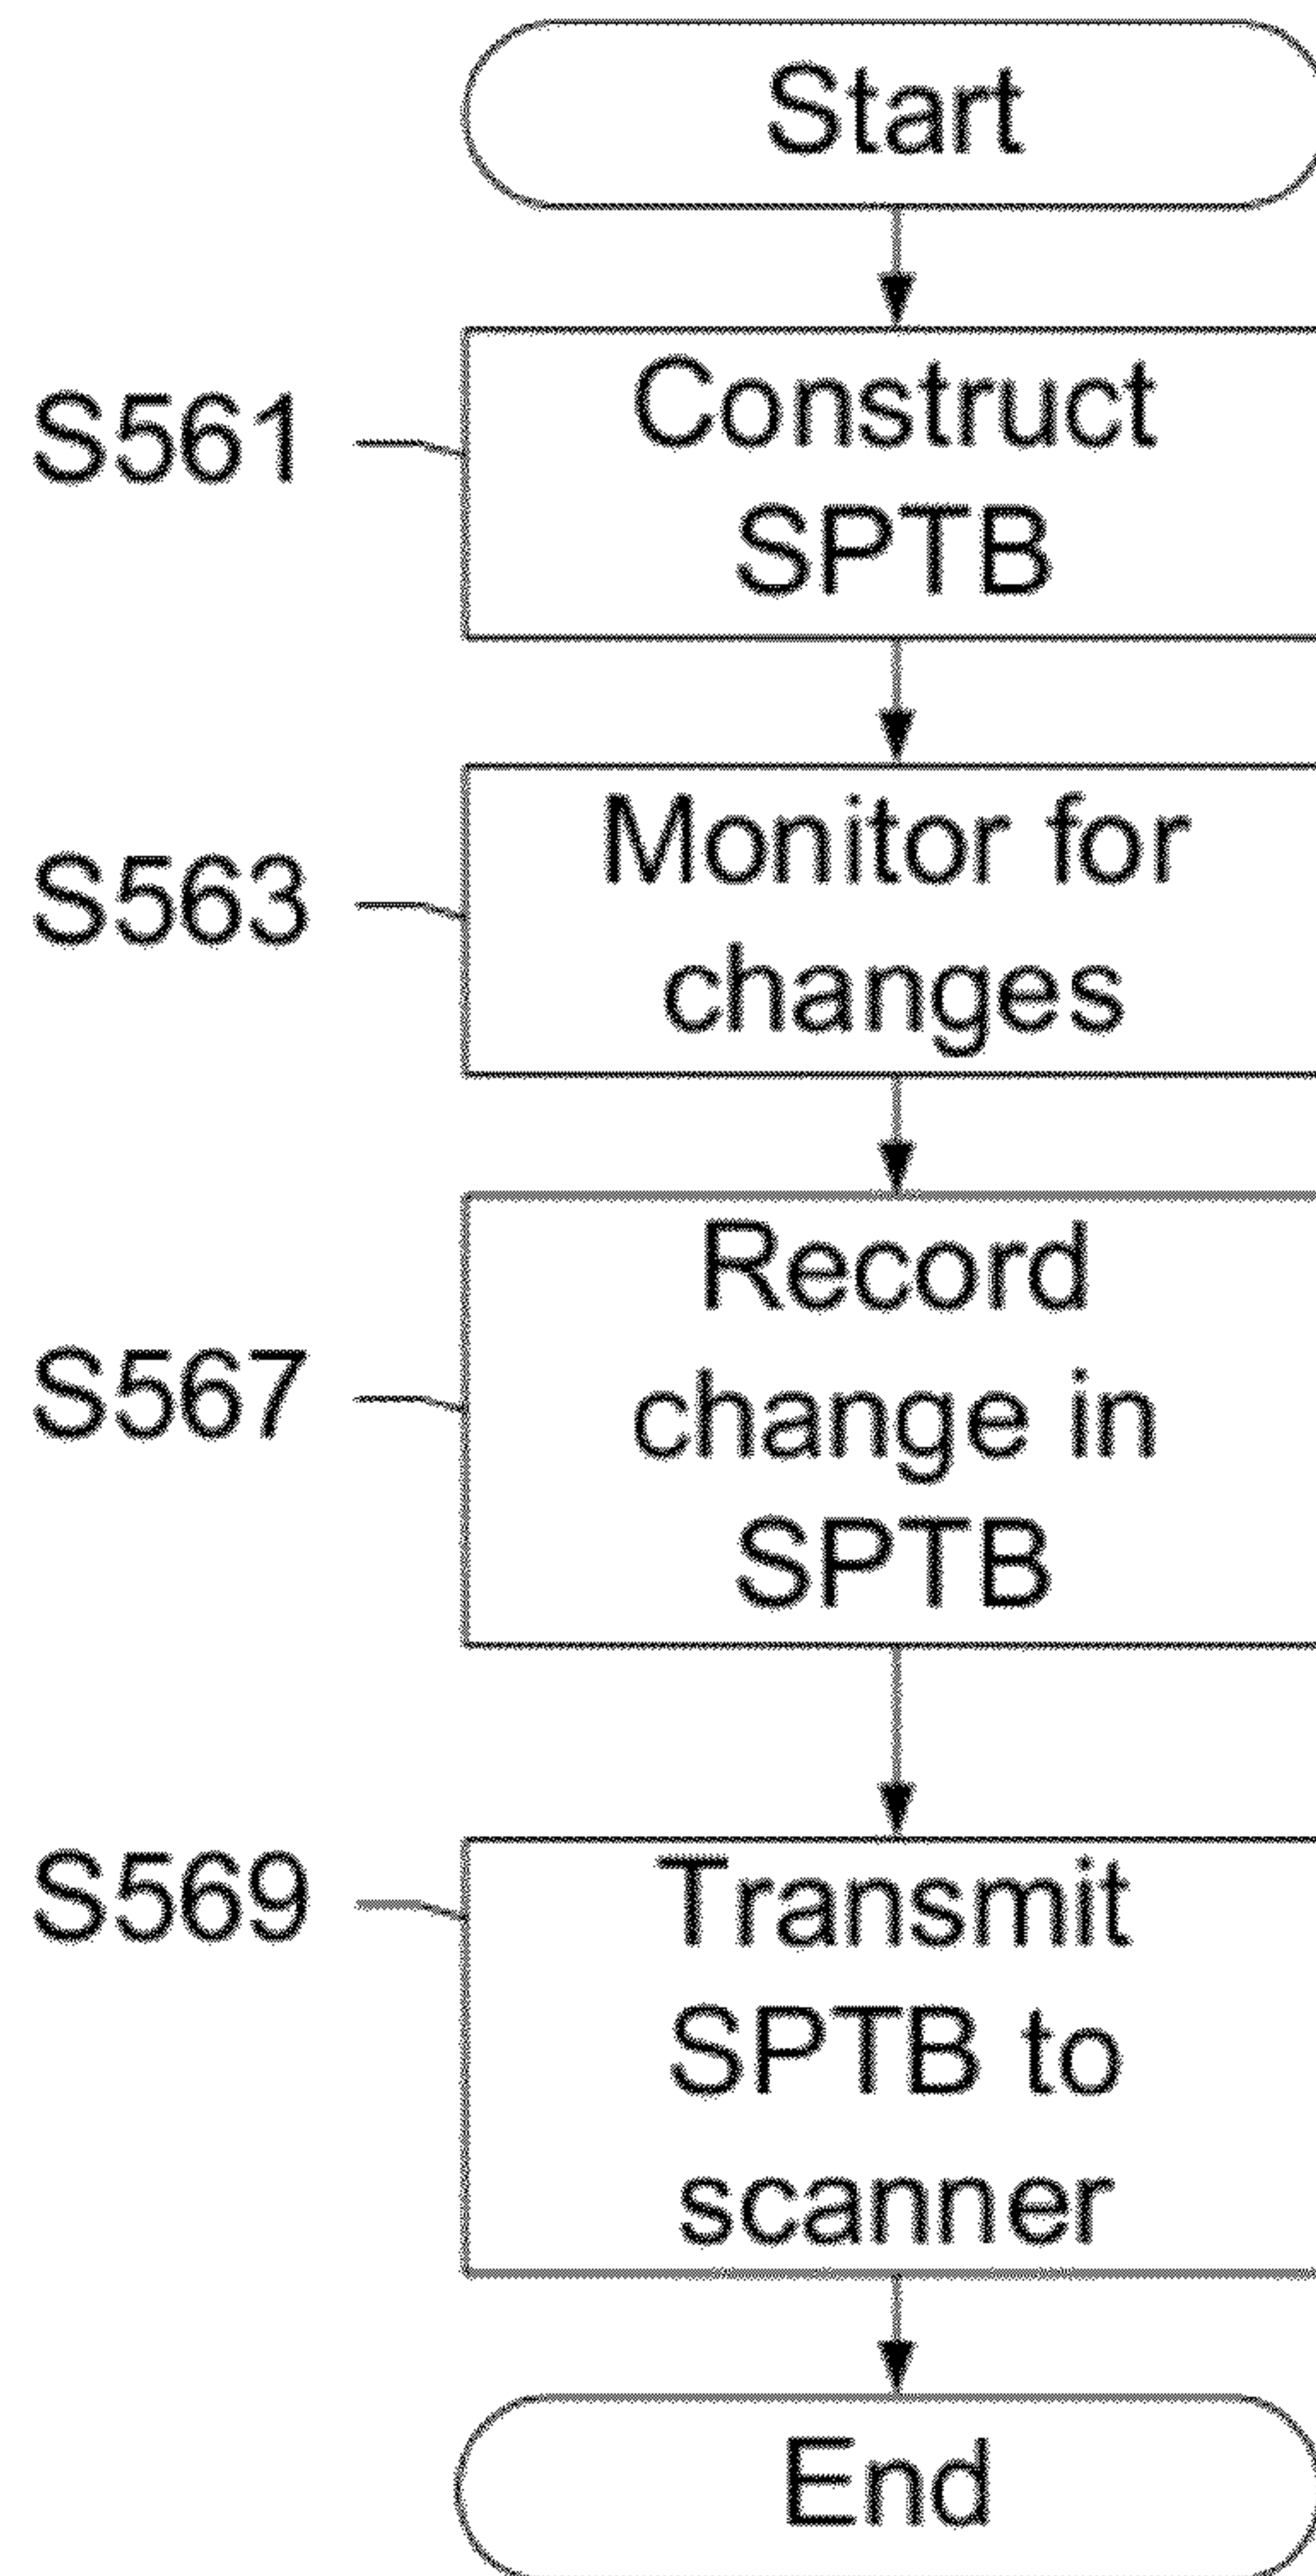 Start
S561
Construct
SPTB
S563
Monitor for
changes
S567
Record
change in
SPTB
S569
Transmit
SPTB to
scanner
End